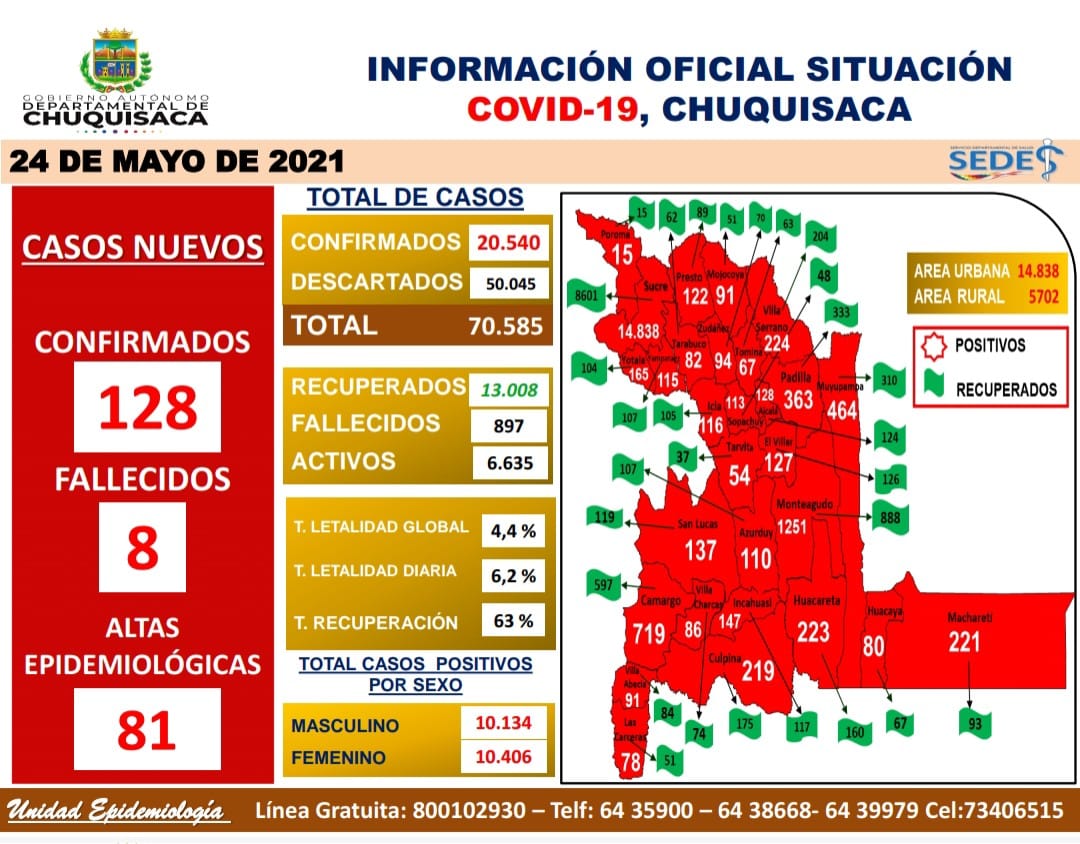 GOBIERNO AUTÓNOMO
DEPARTAMENTAL DE
CHUQUISACA
INFORMACIÓN OFICIAL SITUACIÓN
COVID-19, CHUQUISACA
24 DE MAYO DE 2021
SERVICIO DEPARTAMENTAL DE SALUD
SEDES
CASOS NUEVOS
CONFIRMADOS
128
FALLECIDOS
8
ALTAS
EPIDEMIOLÓGICAS
81
TOTAL DE CASOS
CONFIRMADOS 20.540
DESCARTADOS 50.045
TOTAL 70.585
RECUPERADOS 13.008
FALLECIDOS 897
ACTIVOS 6.635
T. LETALIDAD GLOBAL 4,4 %
T. LETALIDAD DIARIA 6,2 %
T. RECUPERACIÓN 63 %
TOTAL CASOS POSITIVOS
POR SEXO
MASCULINO 10.134
FEMENINO 10.406
AREA URBANA 14.838
AREA RURAL 5702
POSITIVOS
RECUPERADOS
15
62
89
51
70
63
204
48
333
8601
104
107
105
37
107
119
597
310
124
126
888
84
51
74
175
117
160
67
93
Poroma
15
Sucre
14.838
Presto
122
Mojocoya
91
Villa
Serrano
224
Zudañez
94
Tarabuco
82
Tomina
67
Yotala
165
115
Padilla
363
Muyupampa
464
Icla
116
113
Sopachuy
128
Alcalá
Tarvita
54
El Villar
127
Monteagudo
1251
San Lucas
137
Azurduy
110
Camargo
719
Villa
Charcas
86
Incahuasi
147
Huacareta
223
Huacaya
80
Machareti
221
Culpina
219
Villa
Abecia
91
Las
Carreras
78
Unidad Epidemiología
Línea Gratuita: 800102930 – Telf: 64 35900 – 64 38668- 64 39979 Cel:73406515